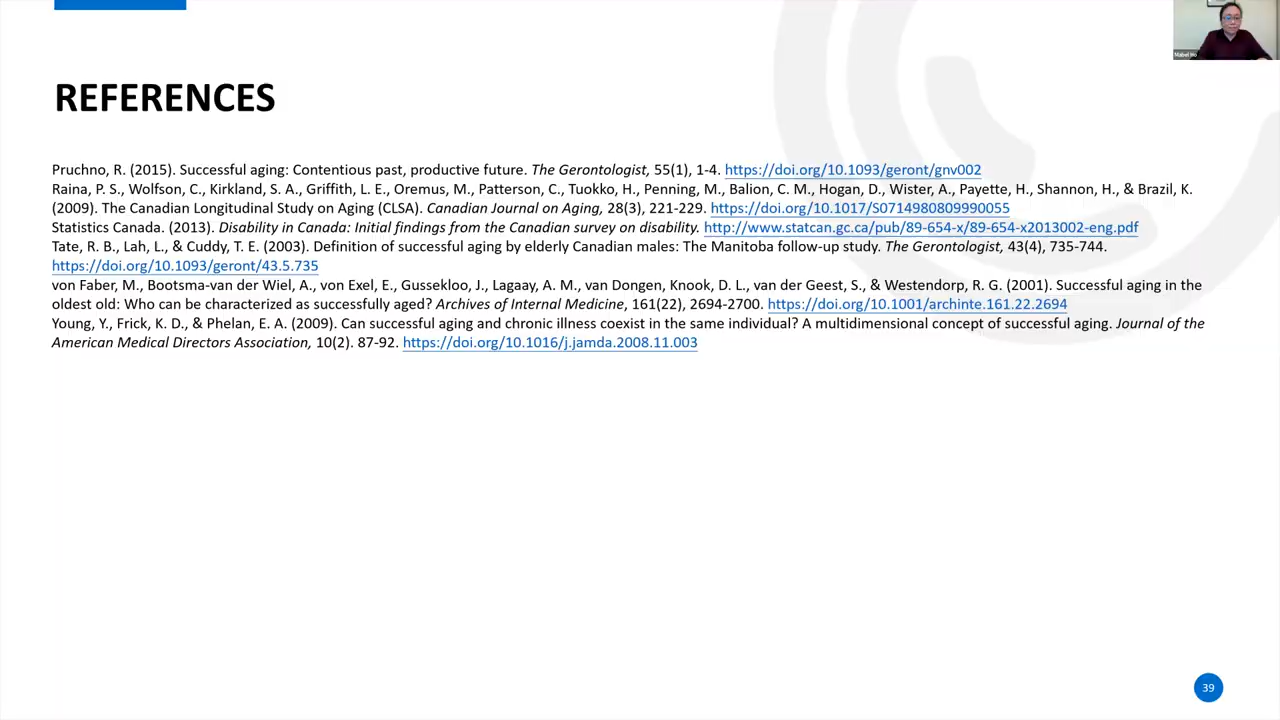 Mabel Ho
REFERENCES
Pruchno, R. (2015). Successful aging: Contentious past, productive future. The Gerontologist, 55(1), 1-4. https://doi.org/10.1093/geront/gnv002
Raina, P. S., Wolfson, C., Kirkland, S. A., Griffith, L. E., Oremus, M., Patterson, C., Tuokko, H., Penning, M., Balion, C. M., Hogan, D., Wister, A., Payette, H., Shannon, H., & Brazil, K.
(2009). The Canadian Longitudinal Study on Aging (CLSA). Canadian Journal on Aging, 28(3), 221-229. https://doi.org/10.1017/S0714980809990055
Statistics Canada. (2013). Disability in Canada: Initial findings from the Canadian survey on disability. http://www.statcan.gc.ca/pub/89-654-x/89-654-x2013002-eng.pdf
Tate, R. B., Lah, L., & Cuddy, T. E. (2003). Definition of successful aging by elderly Canadian males: The Manitoba follow-up study. The Gerontologist, 43(4), 735-744.
https://doi.org/10.1093/geront/43.5.735
von Faber, M., Bootsma-van der Wiel, A., von Exel, E., Gussekloo, J., Lagaay, A. M., van Dongen, Knook, D. L., van der Geest, S., & Westendorp, R. G. (2001). Successful aging in the
oldest old: Who can be characterized as successfully aged? Archives of Internal Medicine, 161(22), 2694-2700. https://doi.org/10.1001/archinte.161.22.2694
Young, Y., Frick, K. D., & Phelan, E. A. (2009). Can successful aging and chronic illness coexist in the same individual? A multidimensional concept of successful aging. Journal of the
American Medical Directors Association, 10(2). 87-92. https://doi.org/10.1016/j.jamda.2008.11.003
39